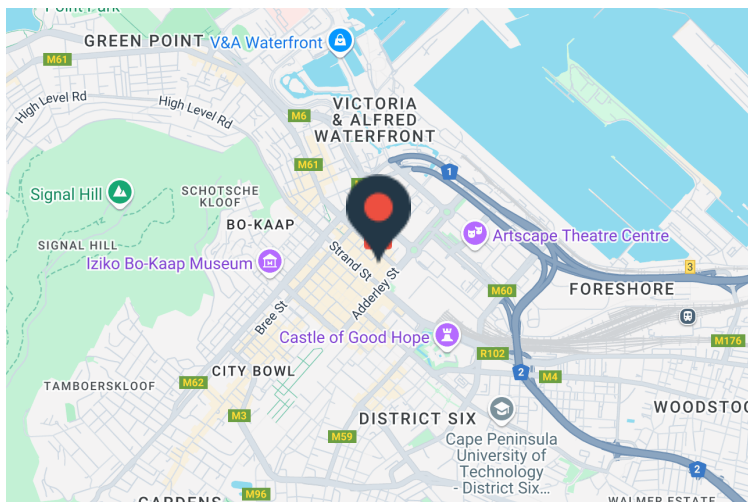 Point Park
GREEN POINT
V&A Waterfront
M61
High Level Rd
High Level Rd
VICTORIA
& ALFRED
WATERFRONT
M6
M61
1
Signal Hill
SCHOTSCHE
KLOOF
BO-KAAP
SIGNAL HILL
Iziko Bo-Kaap Museum
Strand St
Adderley St
Artscape Theatre Centre
3
FORESHORE
M60
Bree St
Castle of Good Hope
R102
M176
CITY BOWL
TAMBOERSKLOOF
M62
2
M4
M3
DISTRICT SIX
WOODSTOC
M59
Cape Peninsula
University of
Technology
- District Six...
2
M96
GARDENS
WALMER ESTATE